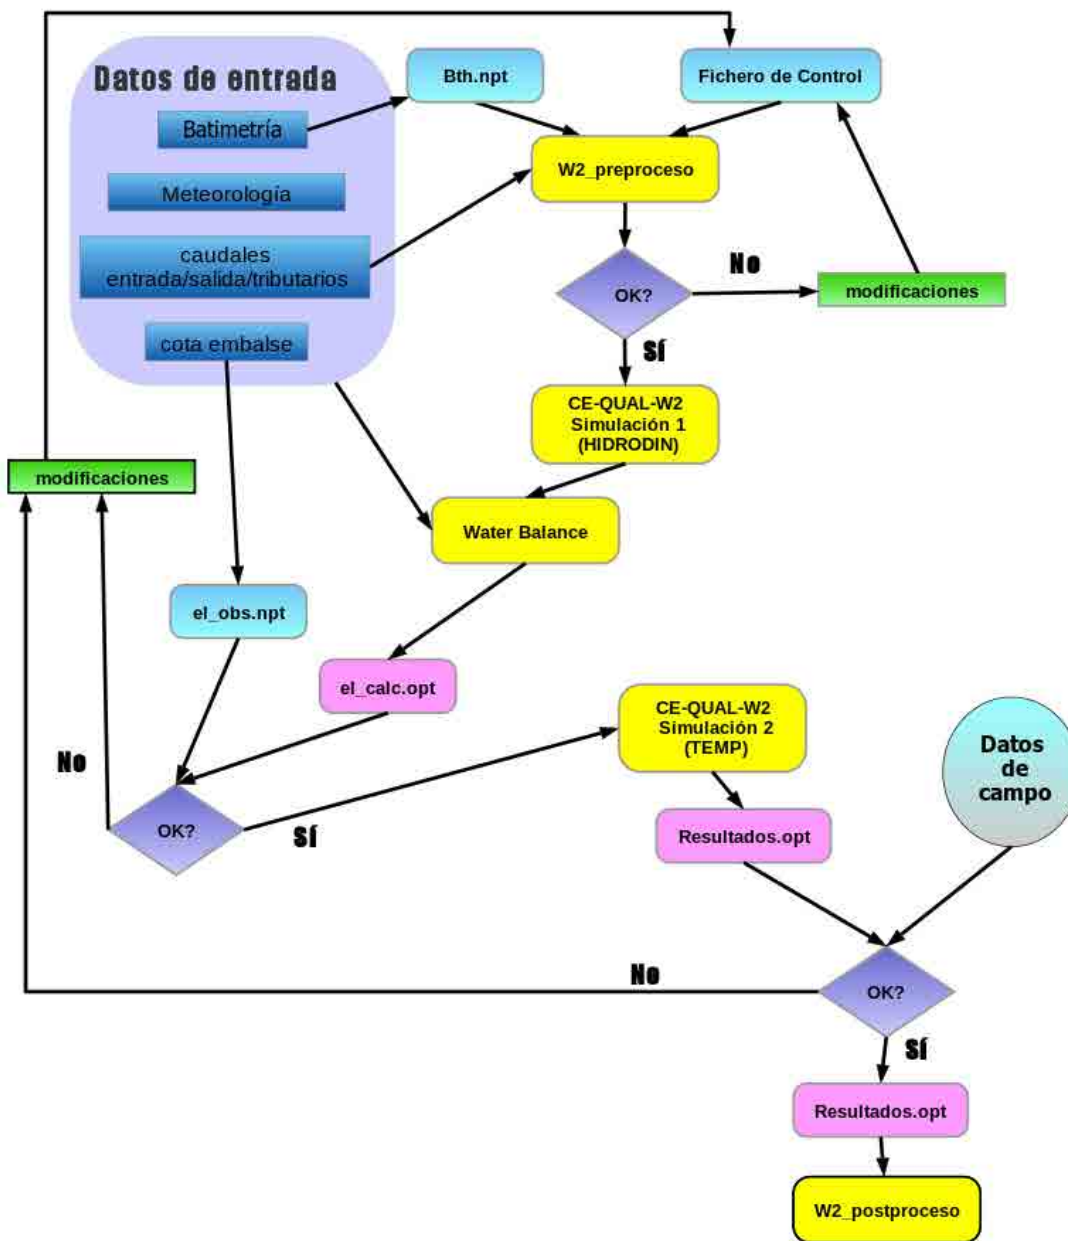 Datos de entrada
Bth.npt
Fichero de Control
Batimetría
W2_preproceso
Meteorología
caudales
entrada/salida/tributarios
No
OK?
modificaciones
cota embalse
Sí
CE-QUAL-W2
Simulación 1
(HIDRODIN)
modificaciones
Water Balance
el_obs.npt
el_calc.opt
CE-QUAL-W2
Simulación 2
(TEMP)
Datos
de
campo
No
OK?
Sí
Resultados.opt
No
OK?
Sí
Resultados.opt
W2_postproceso